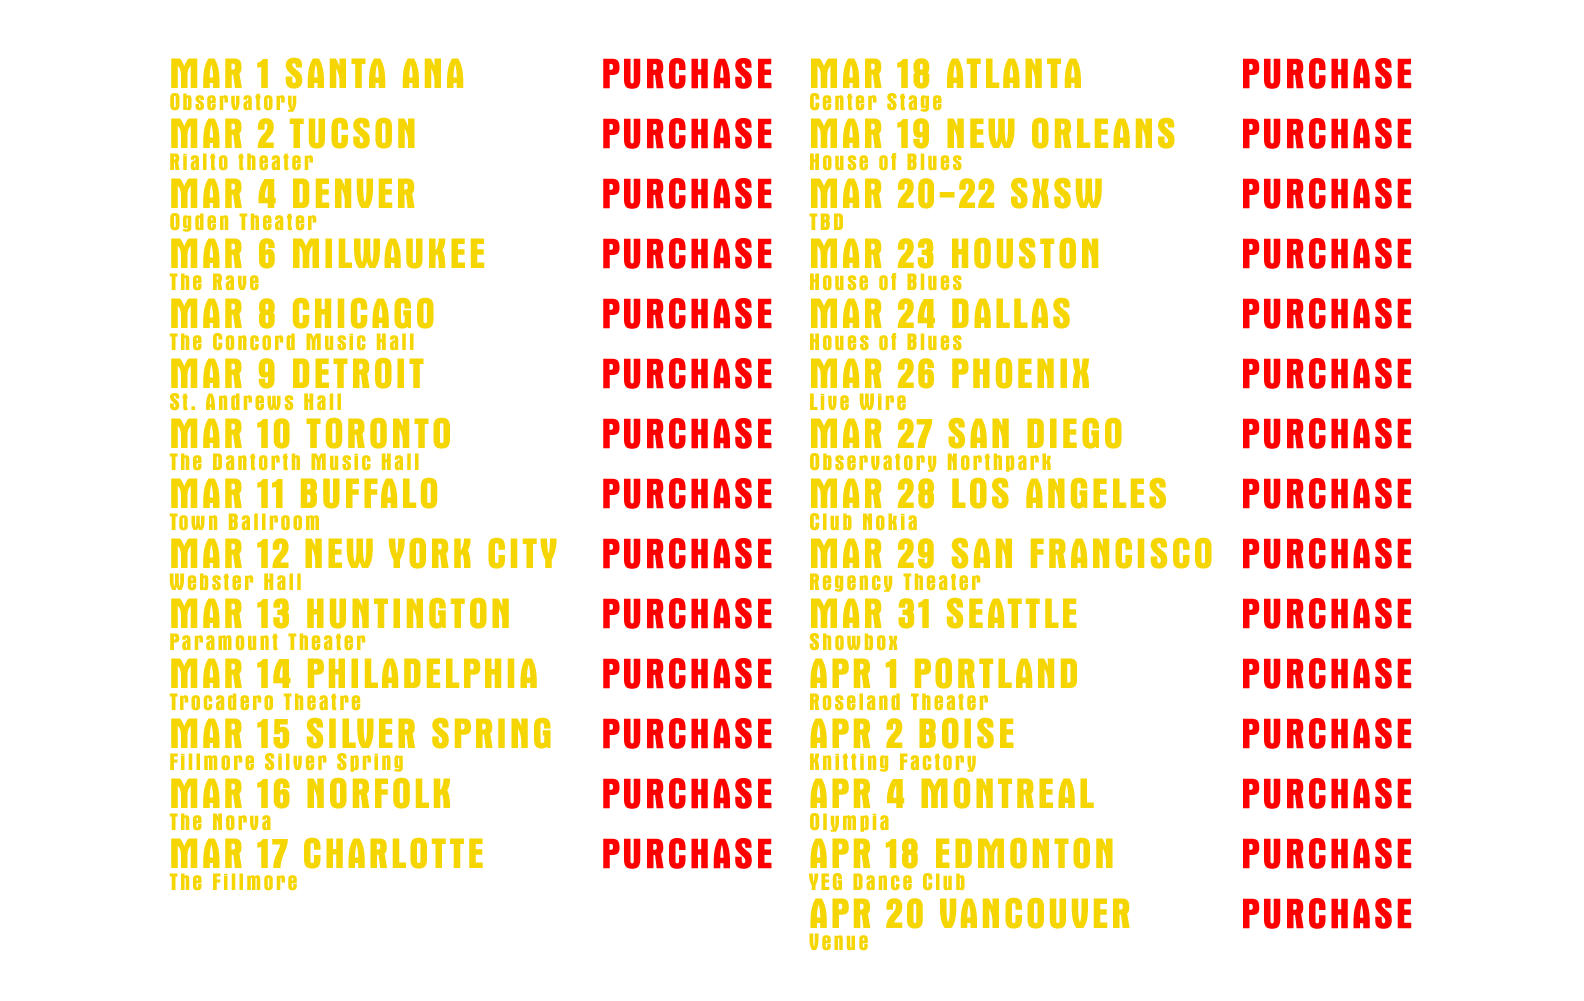 MAR 1 SANTA ANA PURCHASE
Observatory
MAR 2 TUCSON PURCHASE
Rialto theater
MAR 4 DENVER PURCHASE
Ogden Theater
MAR 6 MILWAUKEE PURCHASE
The Rave
MAR 8 CHICAGO PURCHASE
The Concord Music Hall
MAR 9 DETROIT PURCHASE
St. Andrews Hall
MAR 10 TORONTO PURCHASE
The Dantorth Music Hall
MAR 11 BUFFALO PURCHASE
Town Ballroom
MAR 12 NEW YORK CITY PURCHASE
Webster Hall
MAR 13 HUNTINGTON PURCHASE
Paramount Theater
MAR 14 PHILADELPHIA PURCHASE
Trocadero Theatre
MAR 15 SILVER SPRING PURCHASE
Fillmore Silver Spring
MAR 16 NORFOLK PURCHASE
The Norva
MAR 17 CHARLOTTE PURCHASE
The Fillmore
MAR 18 ATLANTA PURCHASE
Center Stage
MAR 19 NEW ORLEANS PURCHASE
House of Blues
MAR 20-22 SXSW PURCHASE
TBD
MAR 23 HOUSTON PURCHASE
House of Blues
MAR 24 DALLAS PURCHASE
Houes of Blues
MAR 26 PHOENIX PURCHASE
Live Wire
MAR 27 SAN DIEGO PURCHASE
Observatory Northpark
MAR 28 LOS ANGELES PURCHASE
Club Nokia
MAR 29 SAN FRANCISCO PURCHASE
Regency Theater
MAR 31 SEATTLE PURCHASE
Showbox
APR 1 PORTLAND PURCHASE
Roseland Theater
APR 2 BOISE PURCHASE
Knitting Factory
APR 4 MONTREAL PURCHASE
Olympia
APR 18 EDMONTON PURCHASE
YEG Dance Club
APR 20 VANCOUVER PURCHASE
Venue